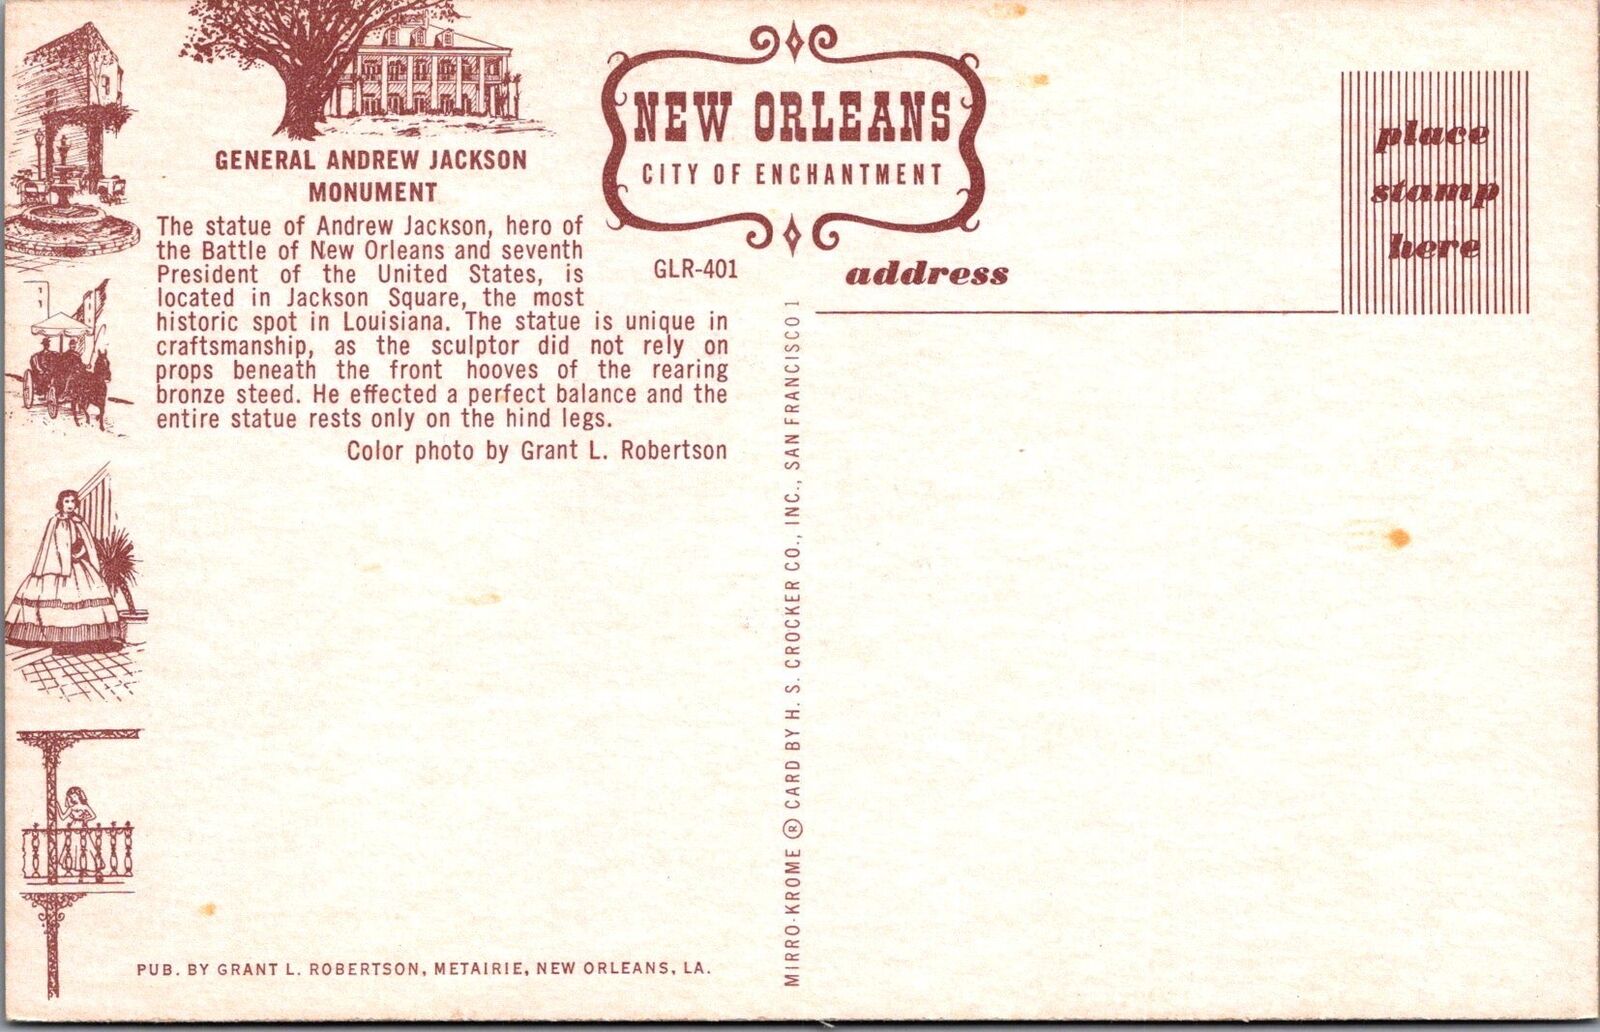 NEW ORLEANS
CITY OF ENCHANTMENT
GENERAL ANDREW JACKSON
MONUMENT
The statue of Andrew Jackson, hero of
the Battle of New Orleans and seventh
President of the United States, is
located in Jackson Square, the most
historic spot in Louisiana. The statue is unique in
craftsmanship, as the sculptor did not rely on
props beneath the front hooves of the rearing
bronze steed. He effected a perfect balance and the
entire statue rests only on the hind legs.
Color photo by Grant L. Robertson
GLR-401
PUB. BY GRANT L. ROBERTSON, METAIRIE, NEW ORLEANS, LA.
MIRRO-KROME ® CARD BY H. S. CROCKER CO., INC., SAN FRANCISCO 1
address
place
stamp
here